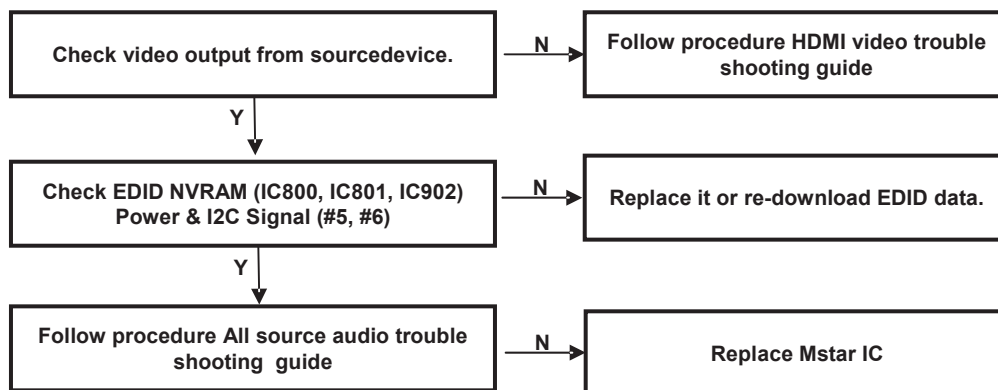 Check video output from sourcedevice.
N
Follow procedure HDMI video trouble
shooting guide
Y
Check EDID NVRAM (IC800, IC801, IC902)
Power & I2C Signal (#5, #6)
N
Replace it or re-download EDID data.
Y
Follow procedure All source audio trouble
shooting guide
N
Replace Mstar IC